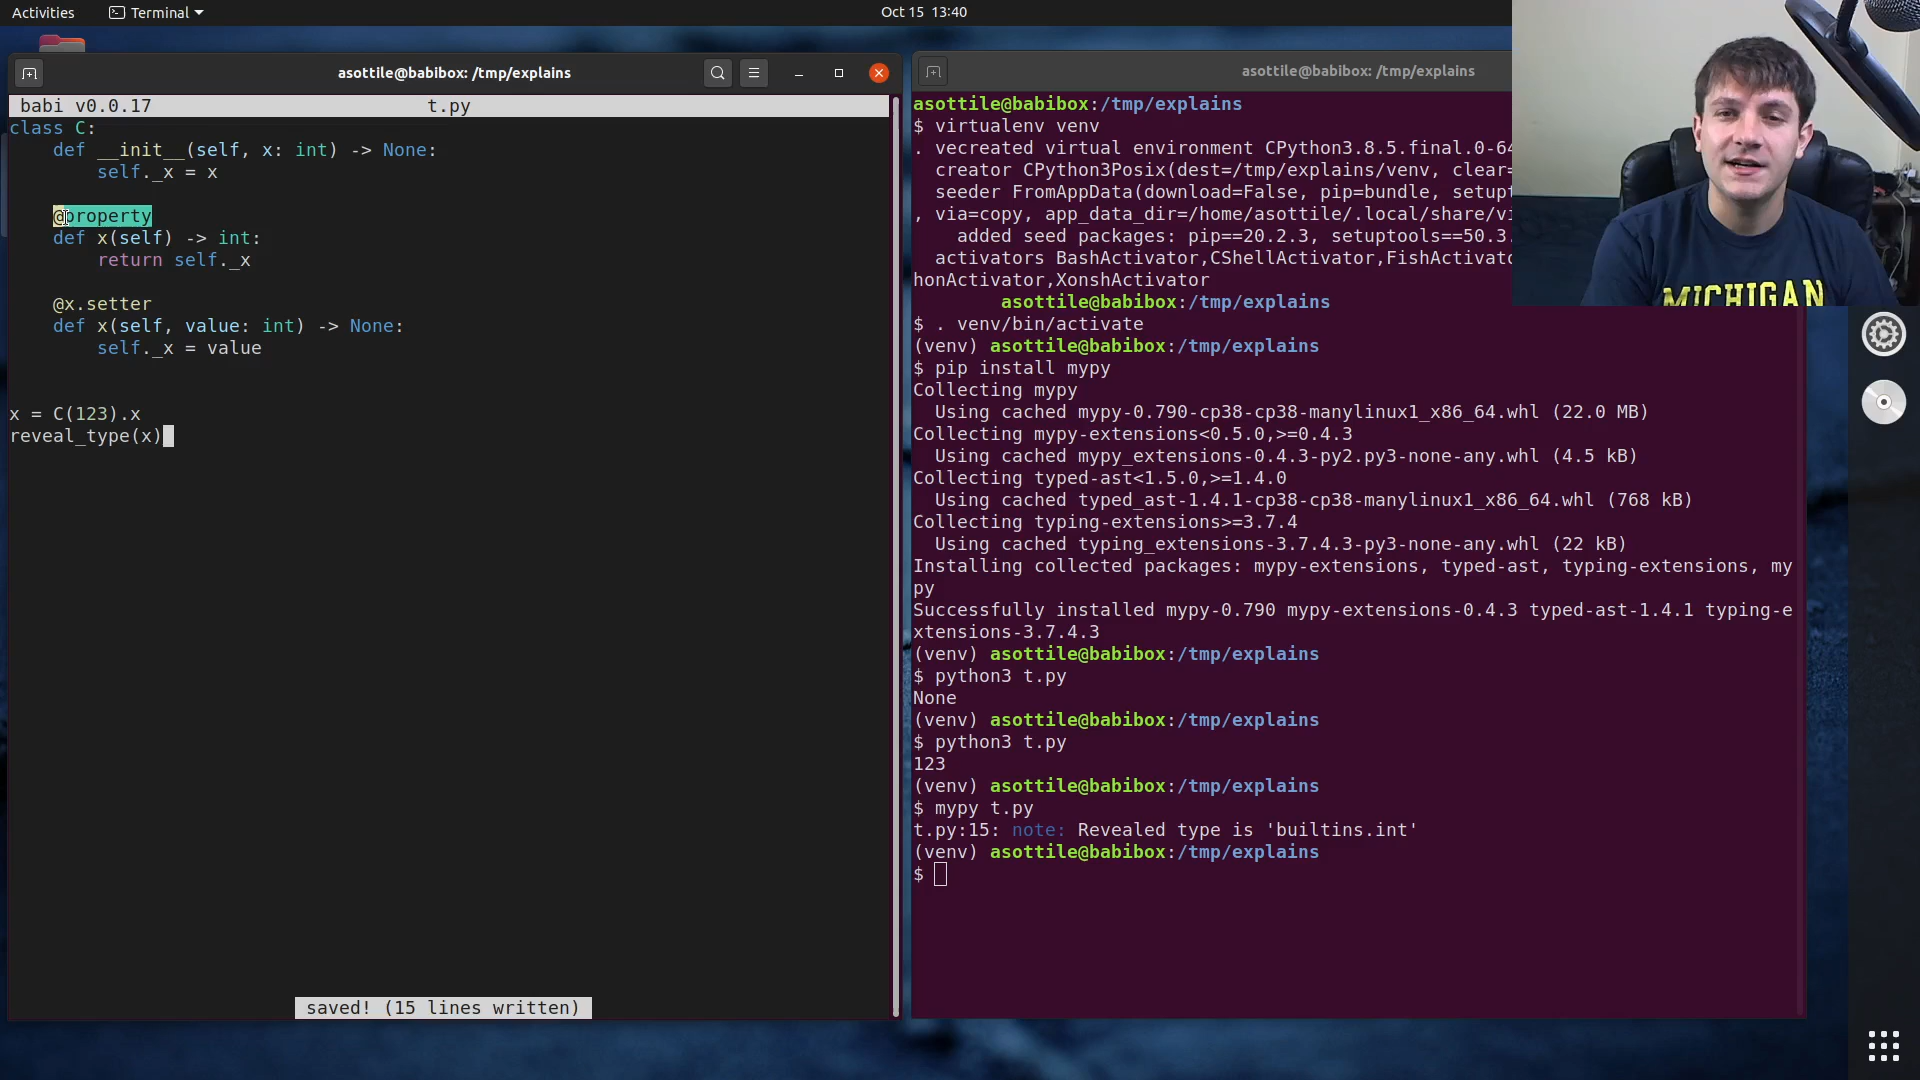 Activities
Terminal
Oct 15 13:40
asottile@babibox: /tmp/explains
babi v0.0.17
t.py
class C:
def __init__(self, x: int) -> None:
self._x = x
@property
def x(self) -> int:
return self._x
@x.setter
def x(self, value: int) -> None:
self._x = value
x = C(123).x
reveal_type(x)
saved! (15 lines written)
asottile@babibox: /tmp/explains
asottile@babibox:/tmp/explains
$ virtualenv venv
. vecreated virtual environment CPython3.8.5.final.0-64
creator CPython3Posix(dest=/tmp/explains/venv, clear=
seeder FromAppData(download=False, pip=bundle, setupt
, via=copy, app_data_dir=/home/asottile/.local/share/vi
added seed packages: pip==20.2.3, setuptools==50.3.
activators BashActivator,CShellActivator,FishActivato
honActivator,XonshActivator
asottile@babibox:/tmp/explains
$ . venv/bin/activate
(venv) asottile@babibox:/tmp/explains
$ pip install mypy
Collecting mypy
Using cached mypy-0.790-cp38-cp38-manylinux1_x86_64.whl (22.0 MB)
Collecting mypy-extensions<0.5.0,>=0.4.3
Using cached mypy_extensions-0.4.3-py2.py3-none-any.whl (4.5 kB)
Collecting typed-ast<1.5.0,>=1.4.0
Using cached typed_ast-1.4.1-cp38-cp38-manylinux1_x86_64.whl (768 kB)
Collecting typing-extensions>=3.7.4
Using cached typing_extensions-3.7.4.3-py3-none-any.whl (22 kB)
Installing collected packages: mypy-extensions, typed-ast, typing-extensions, my
py
Successfully installed mypy-0.790 mypy-extensions-0.4.3 typed-ast-1.4.1 typing-e
xtensions-3.7.4.3
(venv) asottile@babibox:/tmp/explains
$ python3 t.py
None
(venv) asottile@babibox:/tmp/explains
$ python3 t.py
123
(venv) asottile@babibox:/tmp/explains
$ mypy t.py
t.py:15: note: Revealed type is 'builtins.int'
(venv) asottile@babibox:/tmp/explains
$
MICHIGAN